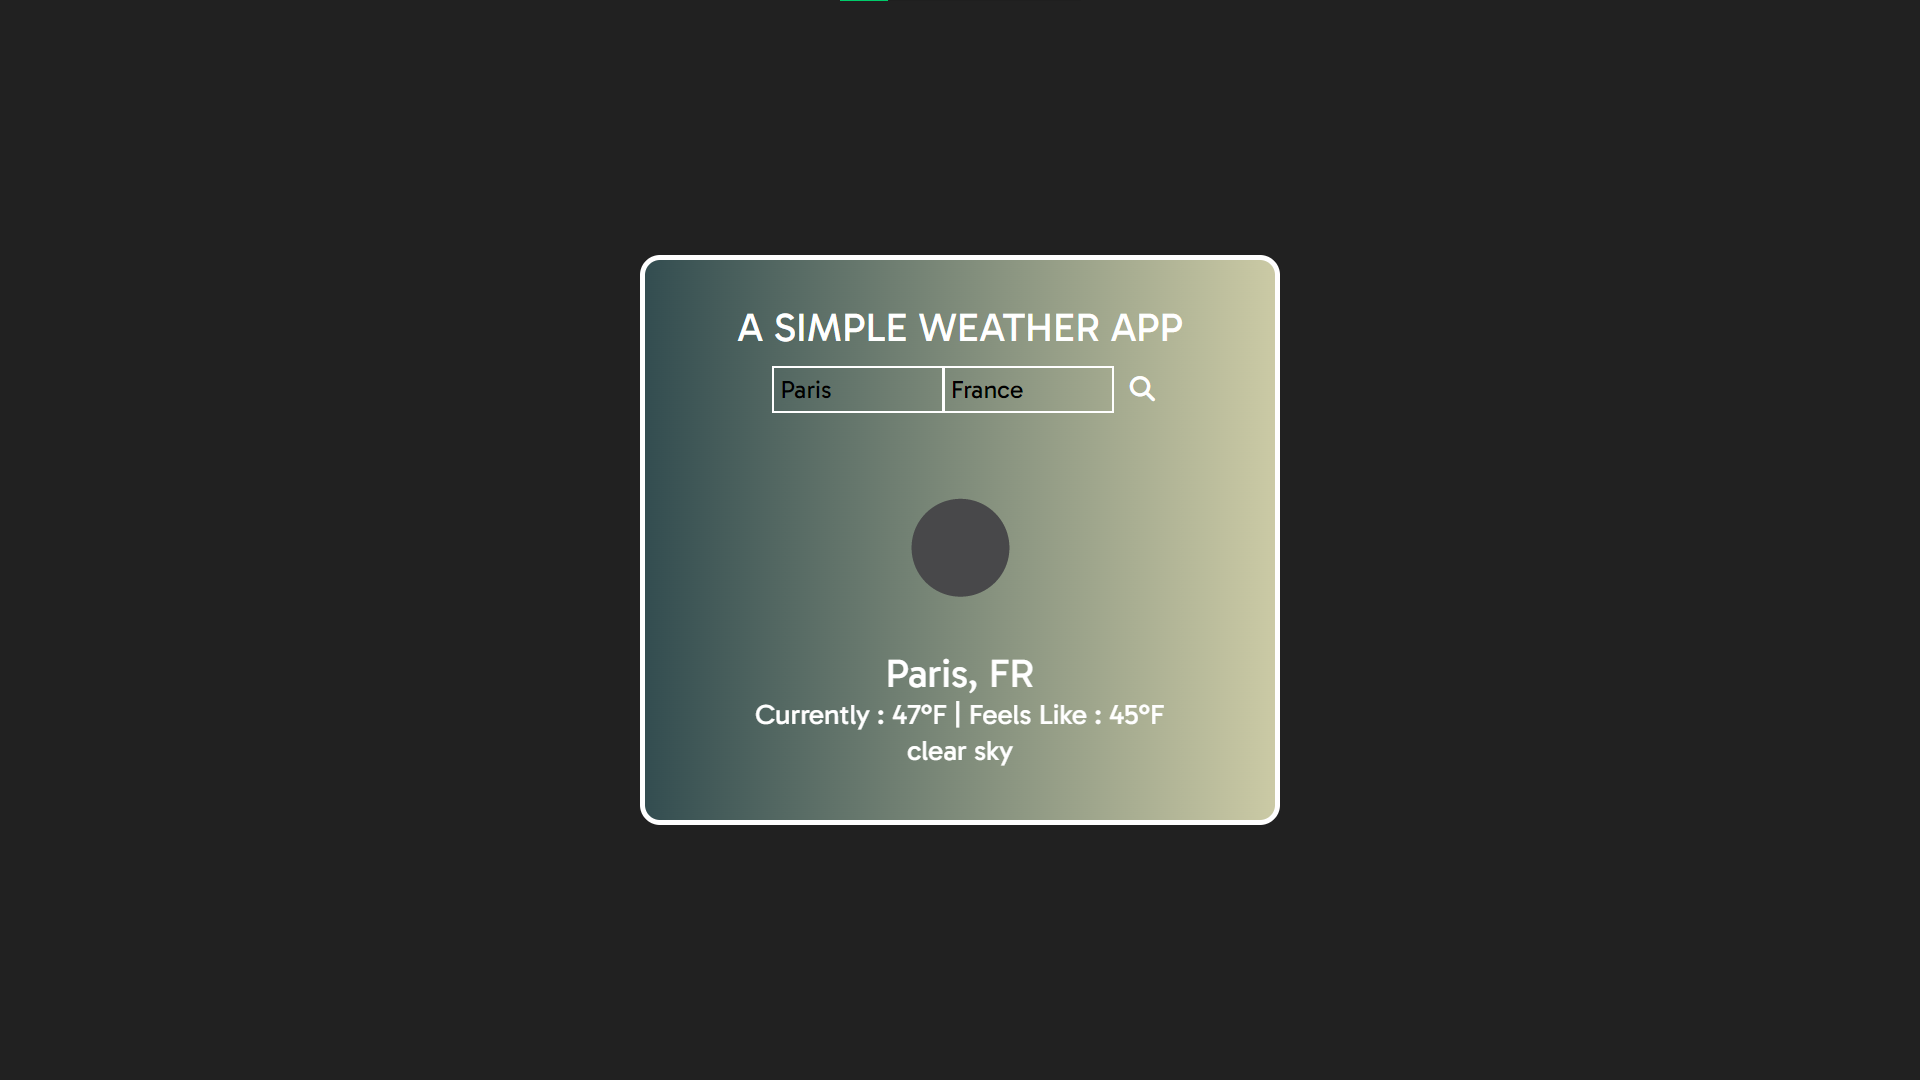 A SIMPLE WEATHER APP
Paris France
Paris, FR
Currently : 47°F | Feels Like : 45°F
clear sky